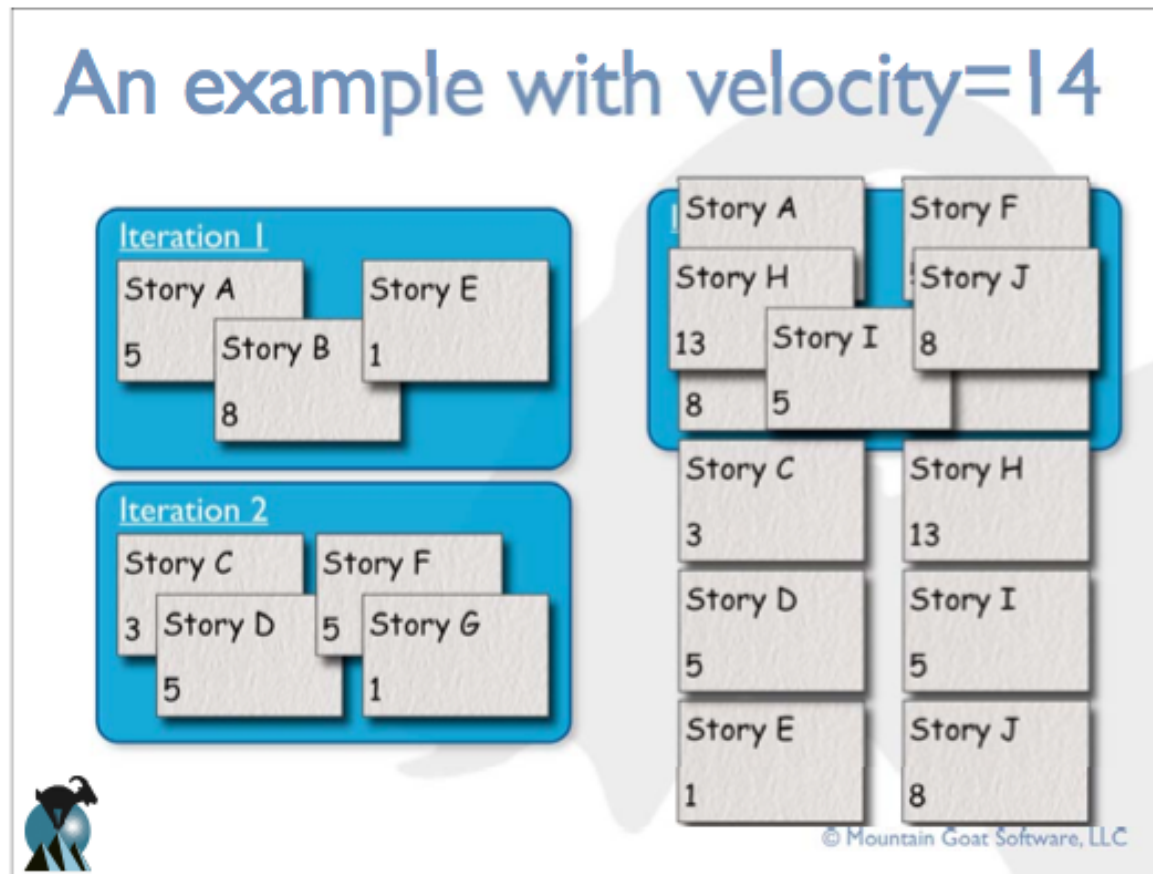 An example with velocity=14
Iteration 1
Story A
5
Story B
8
Story E
1
Iteration 2
Story C
3
Story D
5
Story F
5
Story G
1
Story A
Story F
Story H
13
Story I
5
Story J
8
8
Story C
3
Story H
13
Story D
5
Story I
5
Story E
1
Story J
8
© Mountain Goat Software, LLC